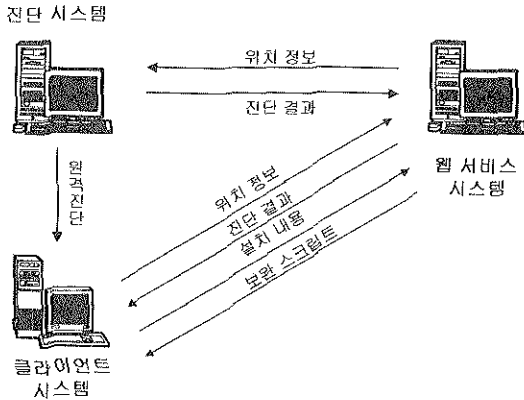 진단 시스템
위치 정보
진단 결과
웹 서비스
시스템
원격진단
위치 정보
진단 결과
설치 내용
보완 스크립트
클라이언트
시스템